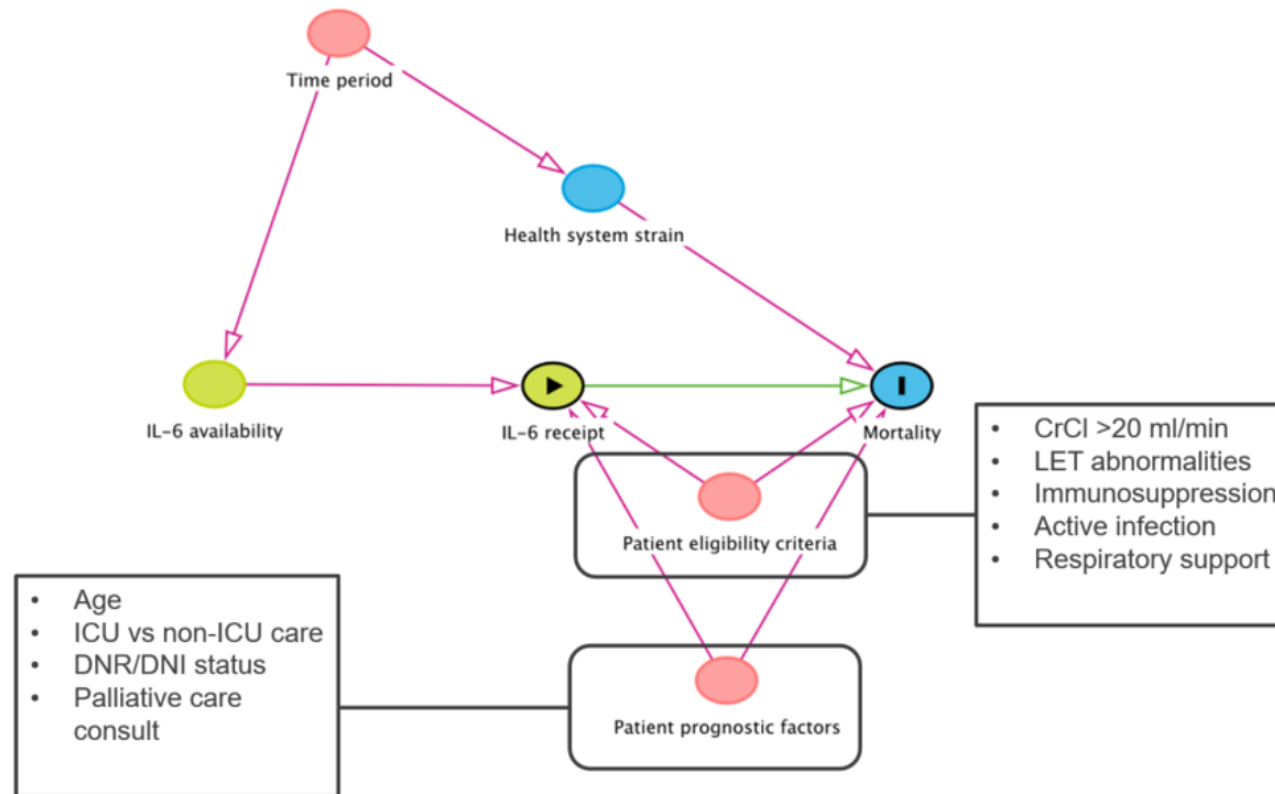 Time period
Health system strain
IL-6 availability
IL-6 receipt
Mortality
• CrCl >20 ml/min
• LET abnormalities
• Immunosuppression
• Active infection
• Respiratory support
Patient eligibility criteria
• Age
• ICU vs non-ICU care
• DNR/DNI status
• Palliative care
consult
Patient prognostic factors